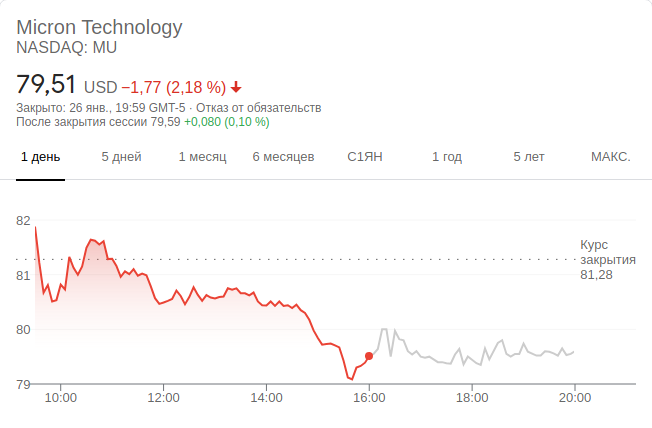 Micron Technology
NASDAQ: MU
79,51 USD −1,77 (2,18 %)
Закрыто: 26 янв., 19:59 GMT-5 · Отказ от обязательств
После закрытия сессии 79,59 +0,080 (0,10 %)
1 день 5 дней 1 месяц 6 месяцев С1ЯН 1 год 5 лет МАКС.
82
81
80
79
Курс
закрытия
81,28
10:00 12:00 14:00 16:00 18:00 20:00